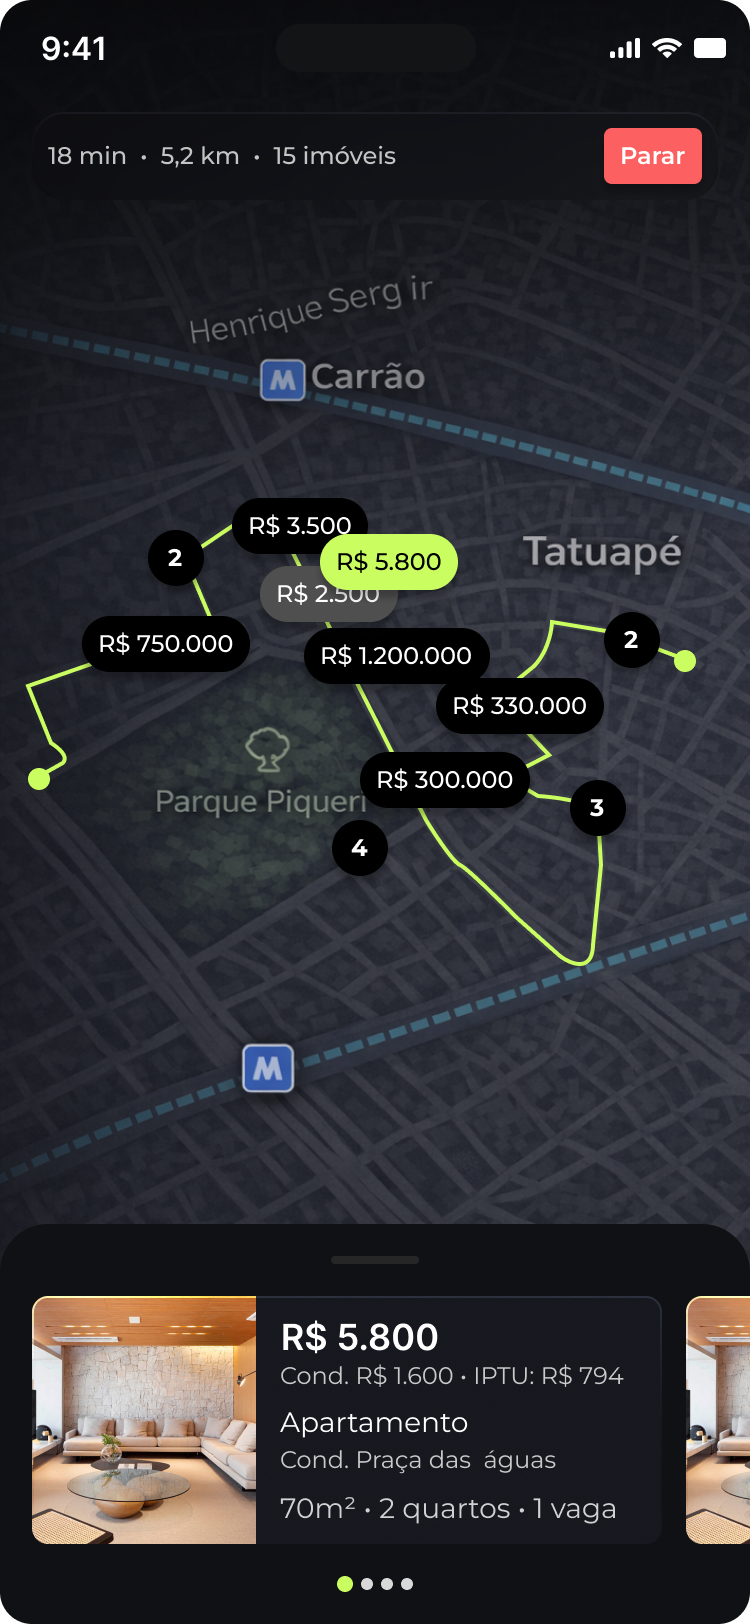 9:41
18 min • 5,2 km • 15 imóveis
Parar
Henrique Serg ir
M Carrão
R$ 3.500
Tatuapé
2
R$ 5.800
R$ 2.500
R$ 750.000
2
R$ 1.200.000
R$ 330.000
R$ 300.000
Parque Piqueri
3
4
M
R$ 5.800
Cond. R$ 1.600 • IPTU: R$ 794
Apartamento
Cond. Praça das  águas
70m² • 2 quartos • 1 vaga